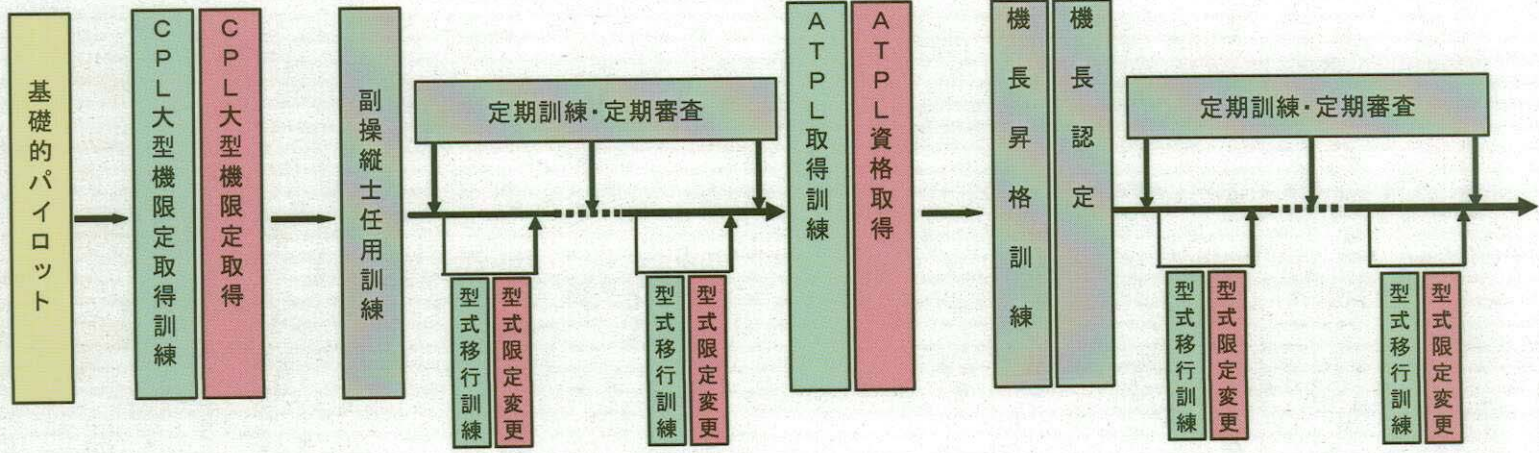 基礎的パイロット
CPL大型機限定取得訓練
CPL大型機限定取得
副操縦士任用訓練
定期訓練・定期審査
型式移行訓練
型式限定変更
型式移行訓練
型式限定変更
ATPL取得訓練
ATPL資格取得
機長昇格訓練
機長認定
定期訓練・定期審査
型式移行訓練
型式限定変更
型式移行訓練
型式限定変更